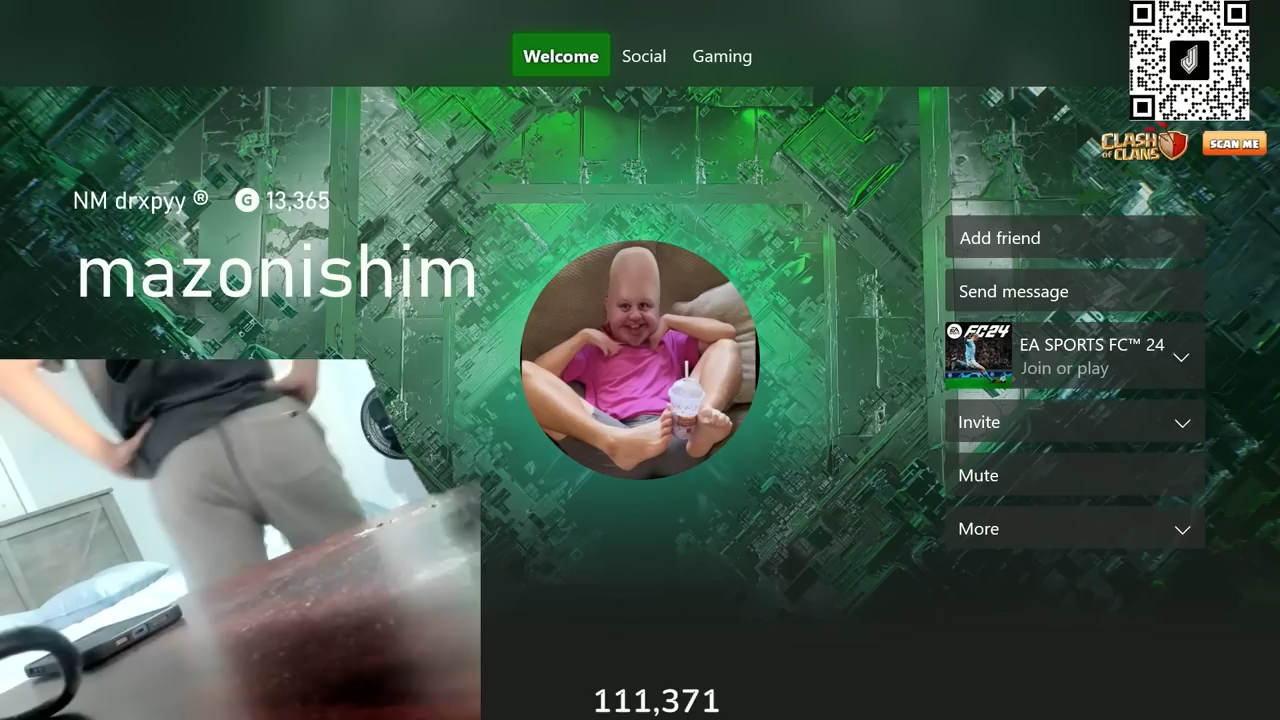 Welcome
Social
Gaming
CLASH
OF CLANS
SCAN ME
NM drxpyy ®
G 13,365
mazonishim
Add friend
Send message
EA FC24
EA SPORTS FC™ 24
Join or play
Invite
Mute
More
111,371